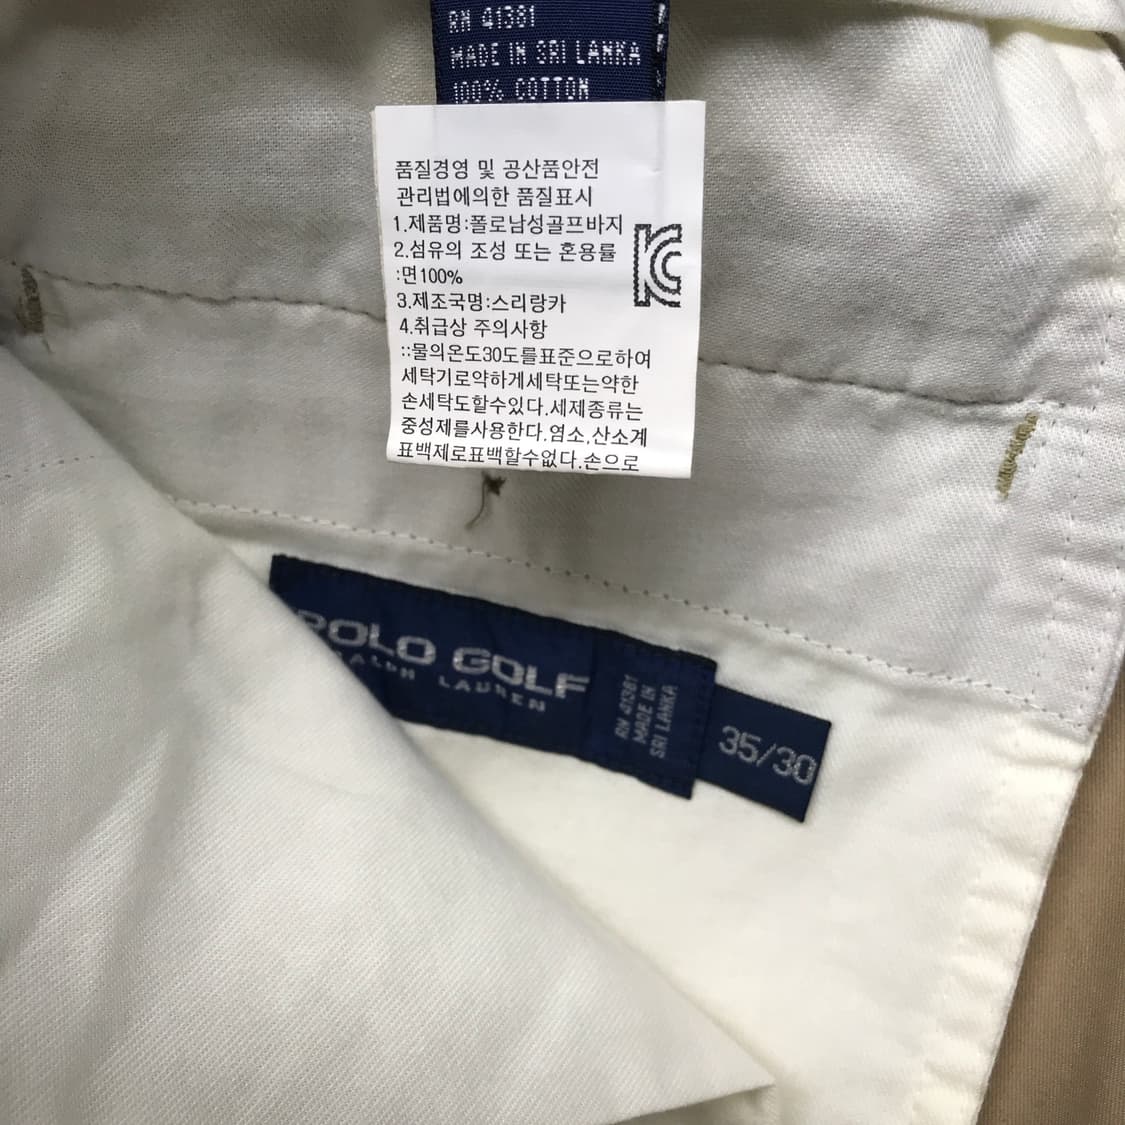 RN 41381
MADE IN SRI LANKA
100% COTTON
품질경영 및 공산품안전
관리법에의한 품질표시
1.제품명:폴로남성골프바지
2.섬유의 조성 또는 혼용률
:면100%
3.제조국명:스리랑카
4.취급상 주의사항
::물의온도30도를표준으로하여
세탁기로약하게세탁또는약한
손세탁도할수있다.세제종류는
중성제를사용한다.염소,산소계
표백제로표백할수없다.손으로
KC
POLO GOLF
RALPH LAUREN
RN 41381
MADE IN
SRI LANKA
35/30